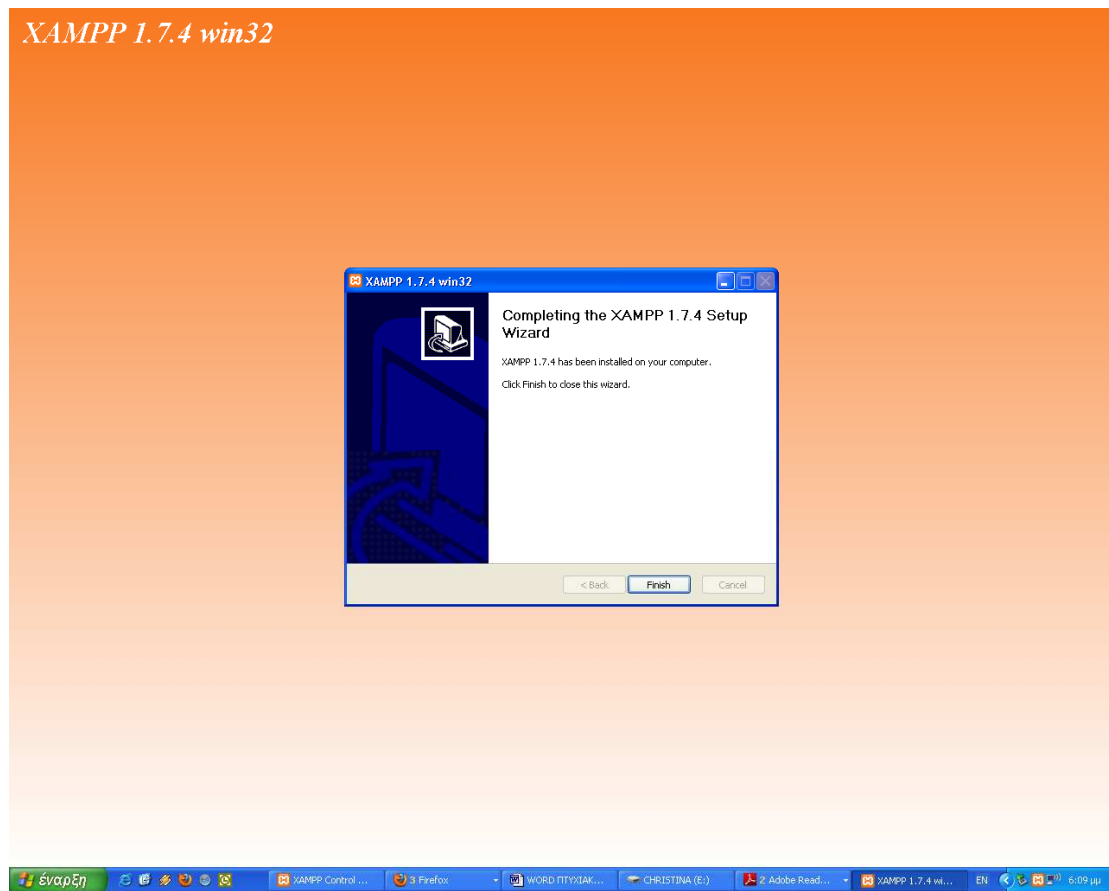 XAMPP 1.7.4 win32
XAMPP 1.7.4 win32
Completing the XAMPP 1.7.4 Setup
Wizard
XAMPP 1.7.4 has been installed on your computer.
Click Finish to close this wizard.
< Back Finish Cancel
έναρξη XAMPP Control ... 3 Firefox WORD ΠΤΥΧΙΑΚ... CHRISTINA (E:) 2 Adobe Read... XAMPP 1.7.4 wi... EN 6:09 μμ